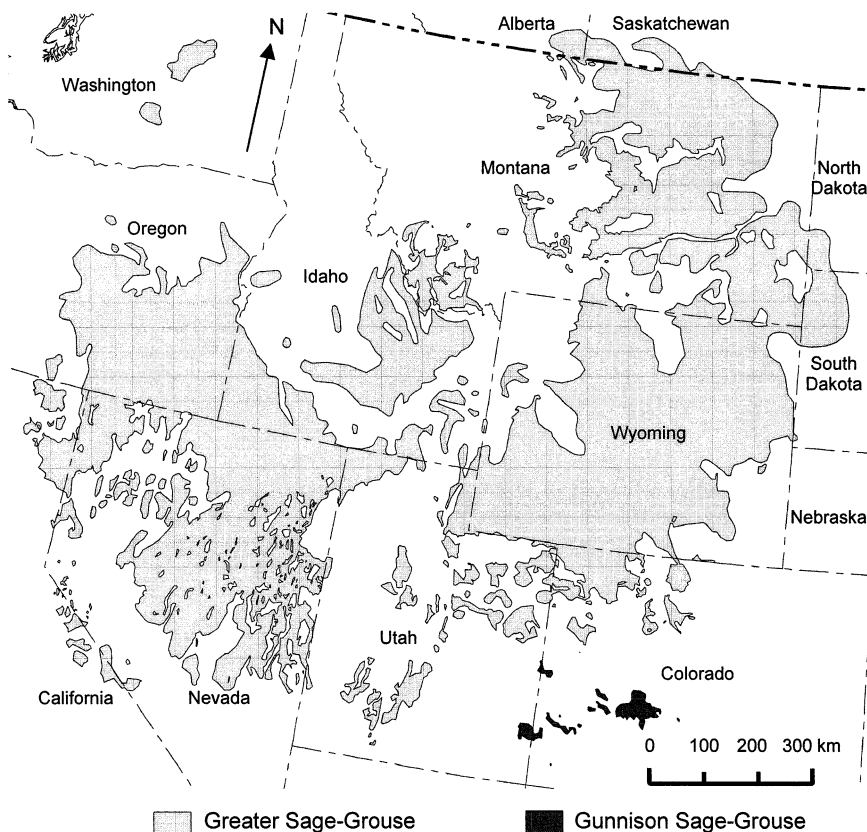 Alberta
Saskatchewan
N
Washington
Montana
North
Dakota
Oregon
Idaho
South
Dakota
Wyoming
Nebraska
Utah
Colorado
California
Nevada
0 100 200 300 km
Greater Sage-Grouse
Gunnison Sage-Grouse